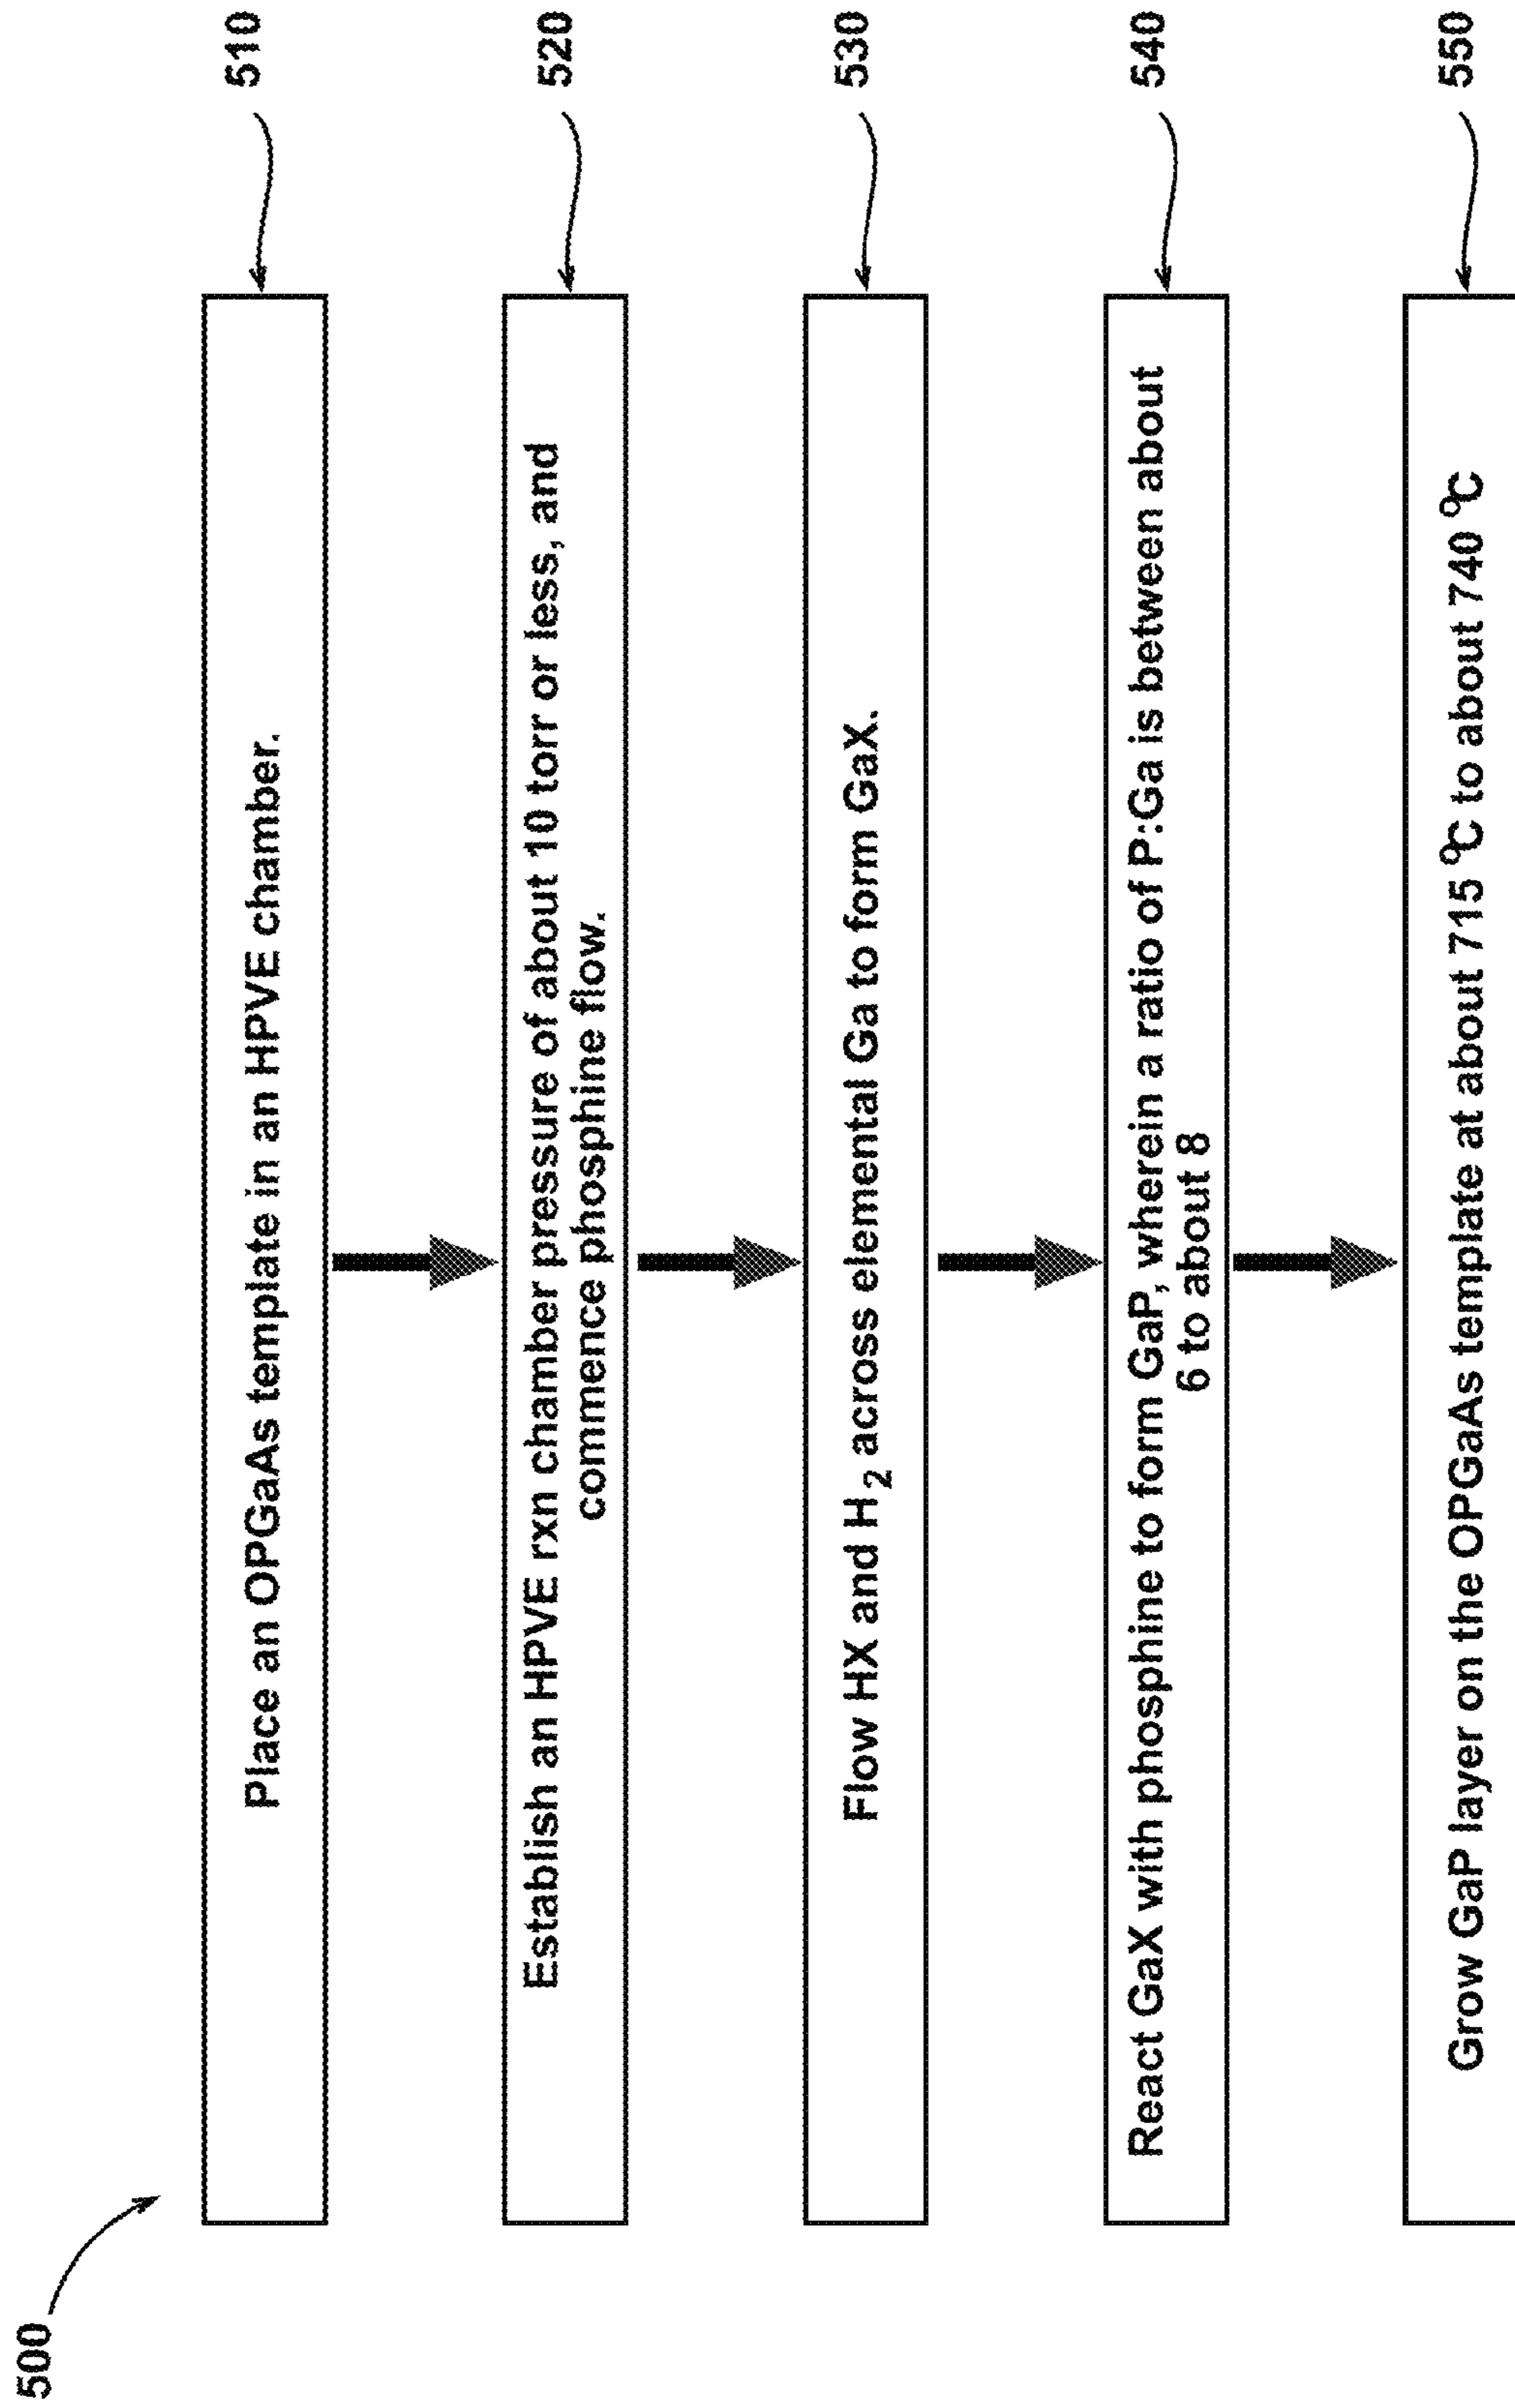 500
Place an OPGaAs template in an HPVE chamber.
510
Establish an HPVE rxn chamber pressure of about 10 torr or less, and
commence phosphine flow.
520
Flow HX and H₂ across elemental Ga to form GaX.
530
React GaX with phosphine to form GaP, wherein a ratio of P:Ga is between about
6 to about 8
540
Grow GaP layer on the OPGaAs template at about 715 ºC to about 740 ºC
550